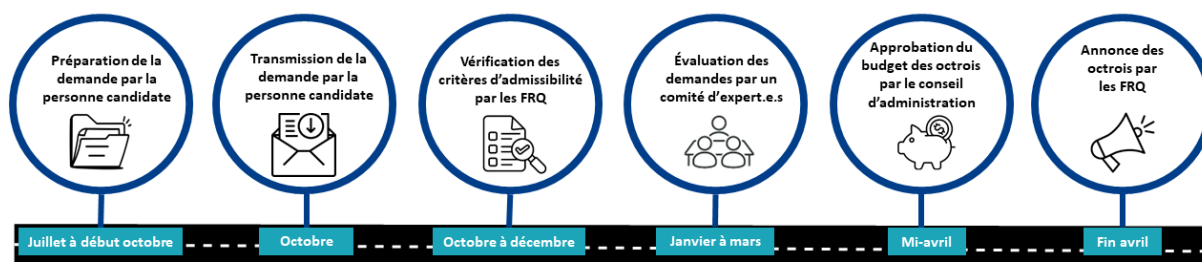 Préparation de la
demande par la
personne candidate
Transmission de la
demande par la
personne candidate
Vérification des
critères d'admissibilité
par les FRQ
Évaluation des
demandes par un
comité d'expert.e.s
Approbation du
budget des octrois
par le conseil
d'administration
Annonce des
octrois par
les FRQ
Juillet à début octobre
Octobre
Octobre à décembre
Janvier à mars
Mi-avril
Fin avril